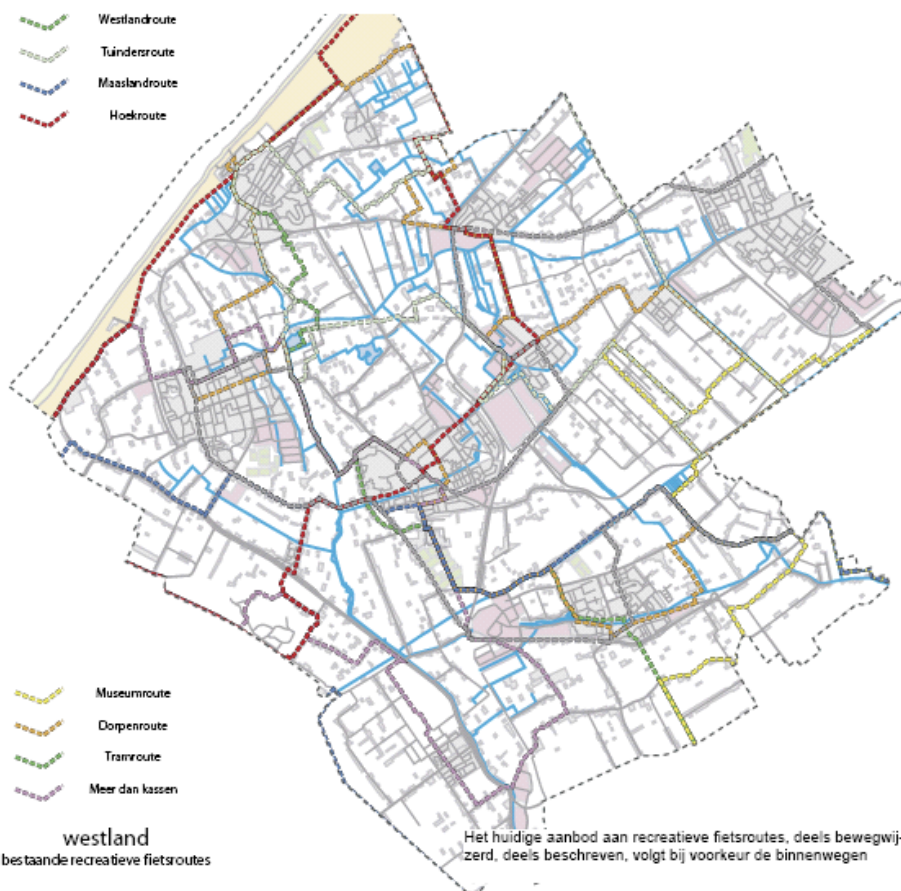 Westlandroute
Tuindersroute
Maaslandroute
Hoekroute
Museumroute
Dorpenroute
Tramroute
Meer dan kassen
westland
bestaande recreatieve fietsroutes
Het huidige aanbod aan recreatieve fietsroutes, deels bewegwij-
zerd, deels beschreven, volgt bij voorkeur de binnenwegen